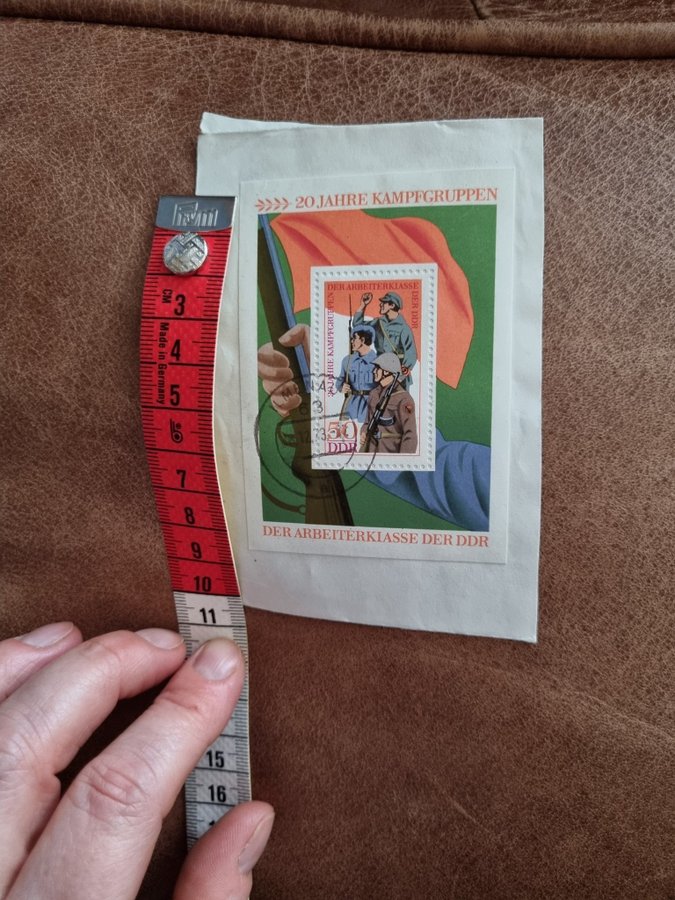 20 JAHRE KAMPFGRUPPEN
DER ARBEITERKLASSE DER DDR
20 JAHRE KAMPFGRUPPEN
50
DDR
DER ARBEITERKLASSE DER DDR
prym
CM
Made in Germany
3
4
5
7
8
9
10
11
15
16